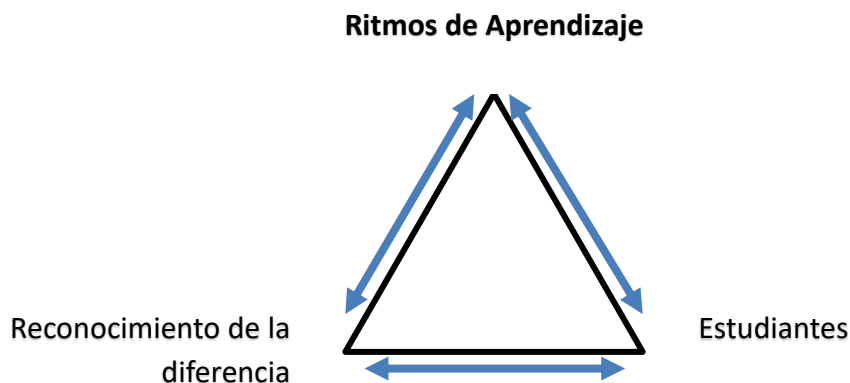 Ritmos de Aprendizaje
Reconocimiento de la
diferencia
Estudiantes